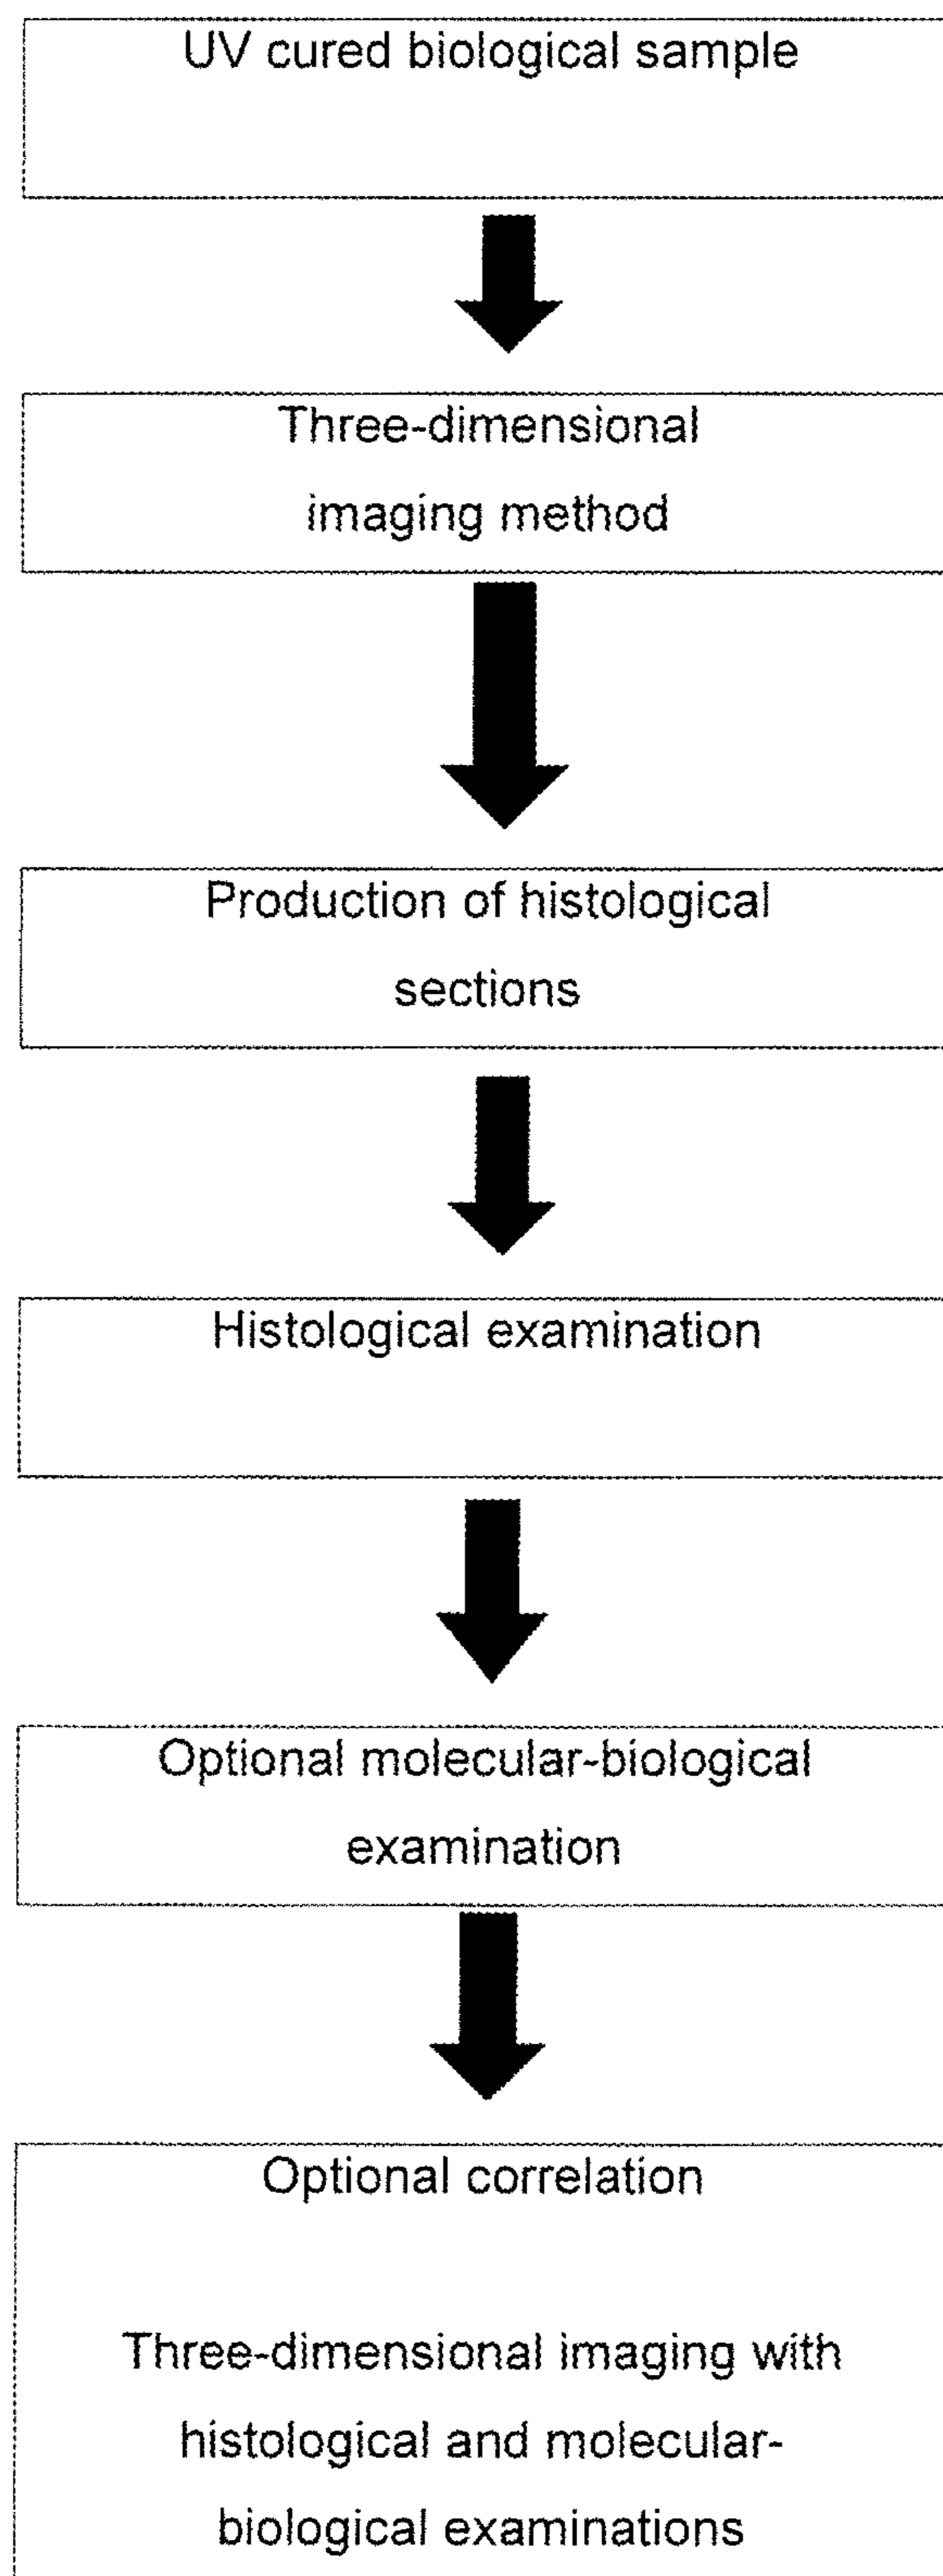 UV cured biological sample
Three-dimensional
imaging method
Production of histological
sections
Histological examination
Optional molecular-biological
examination
Optional correlation
Three-dimensional imaging with
histological and molecular-
biological examinations